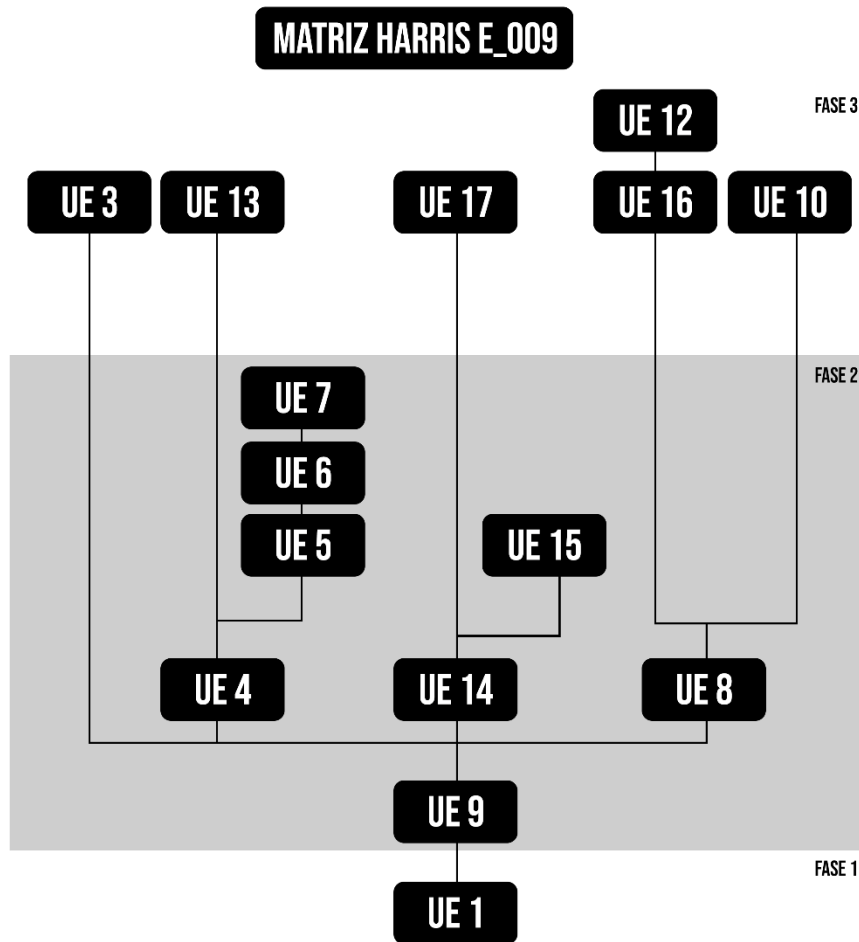 MATRIZ HARRIS E_009
FASE 3
UE 12
UE 3
UE 13
UE 17
UE 16
UE 10
FASE 2
UE 7
UE 6
UE 5
UE 15
UE 4
UE 14
UE 8
UE 9
FASE 1
UE 1